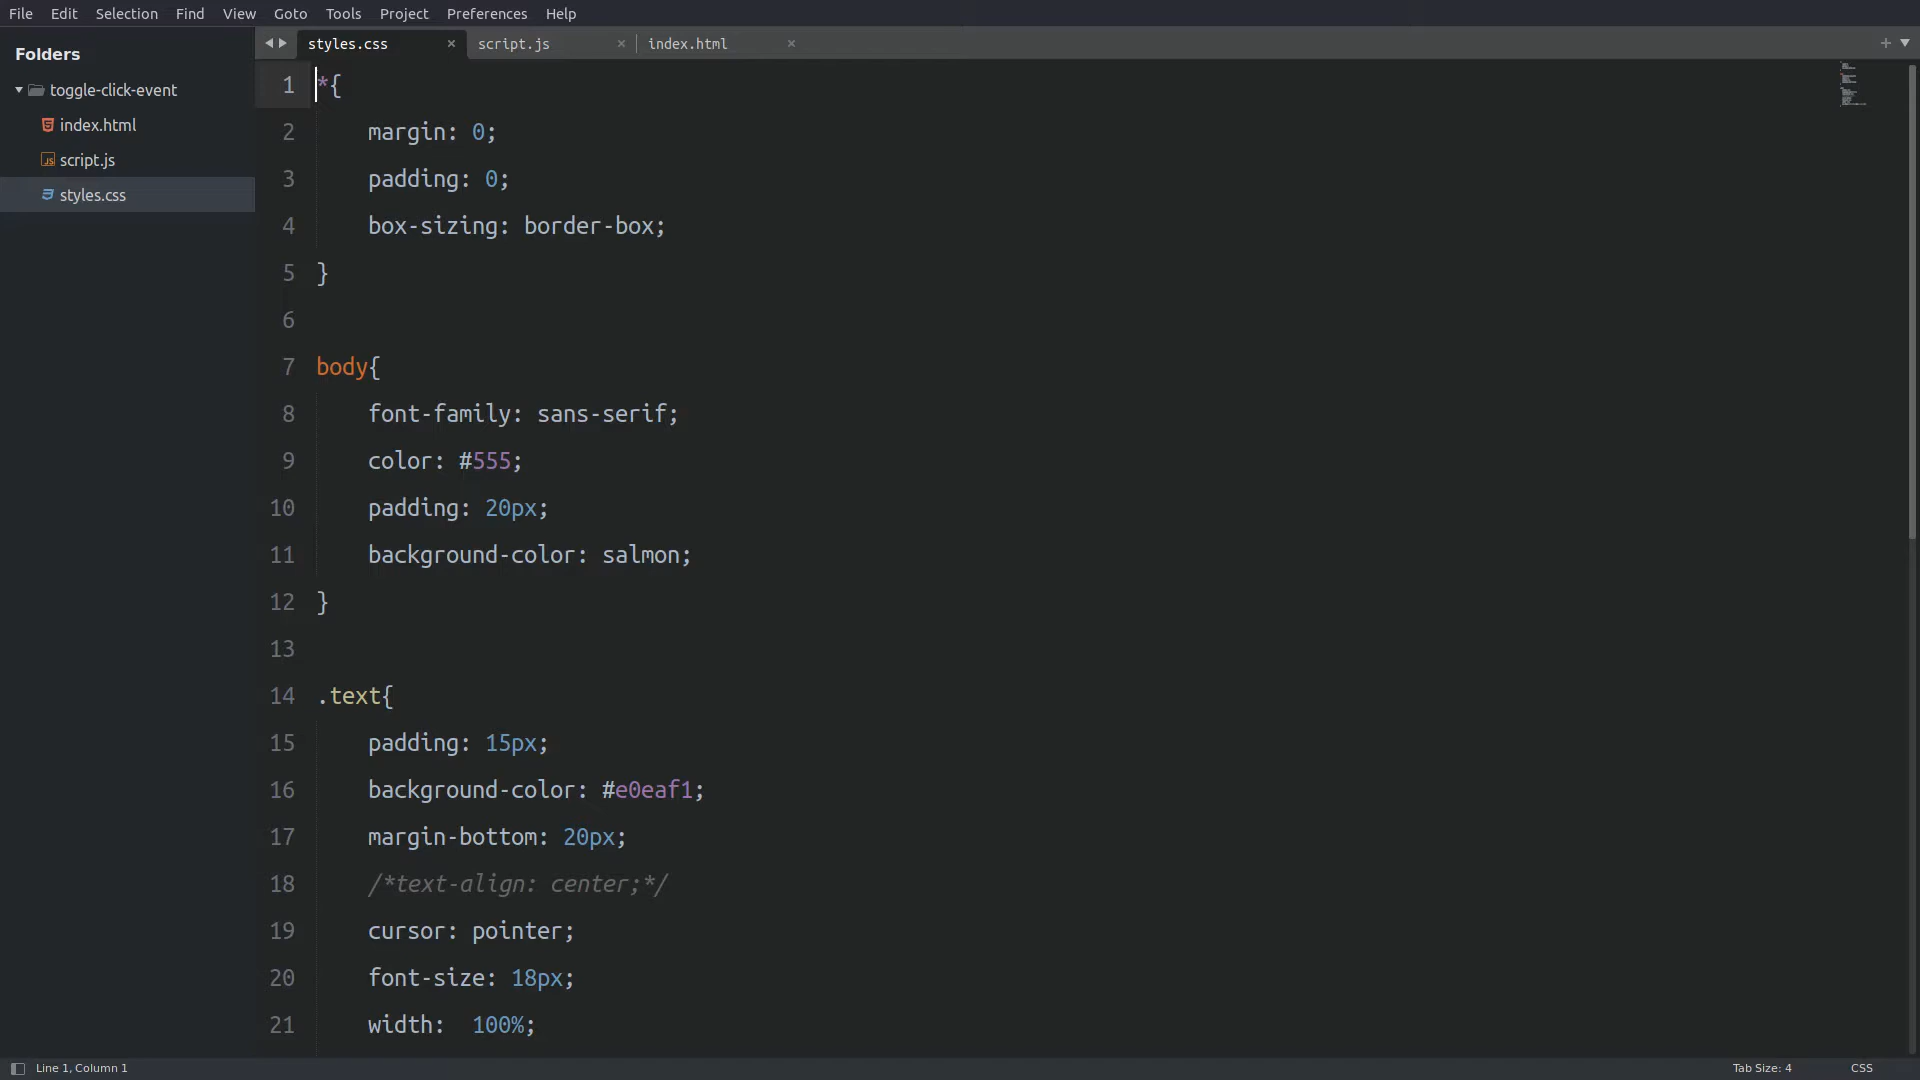 File Edit Selection Find View Goto Tools Project Preferences Help
Folders
toggle-click-event
index.html
script.js
styles.css
styles.css × script.js × index.html ×
1 *{
2 margin: 0;
3 padding: 0;
4 box-sizing: border-box;
5 }
6
7 body{
8 font-family: sans-serif;
9 color: #555;
10 padding: 20px;
11 background-color: salmon;
12 }
13
14 .text{
15 padding: 15px;
16 background-color: #e0eaf1;
17 margin-bottom: 20px;
18 /*text-align: center;*/
19 cursor: pointer;
20 font-size: 18px;
21 width:  100%;
Line 1, Column 1 Tab Size: 4 CSS